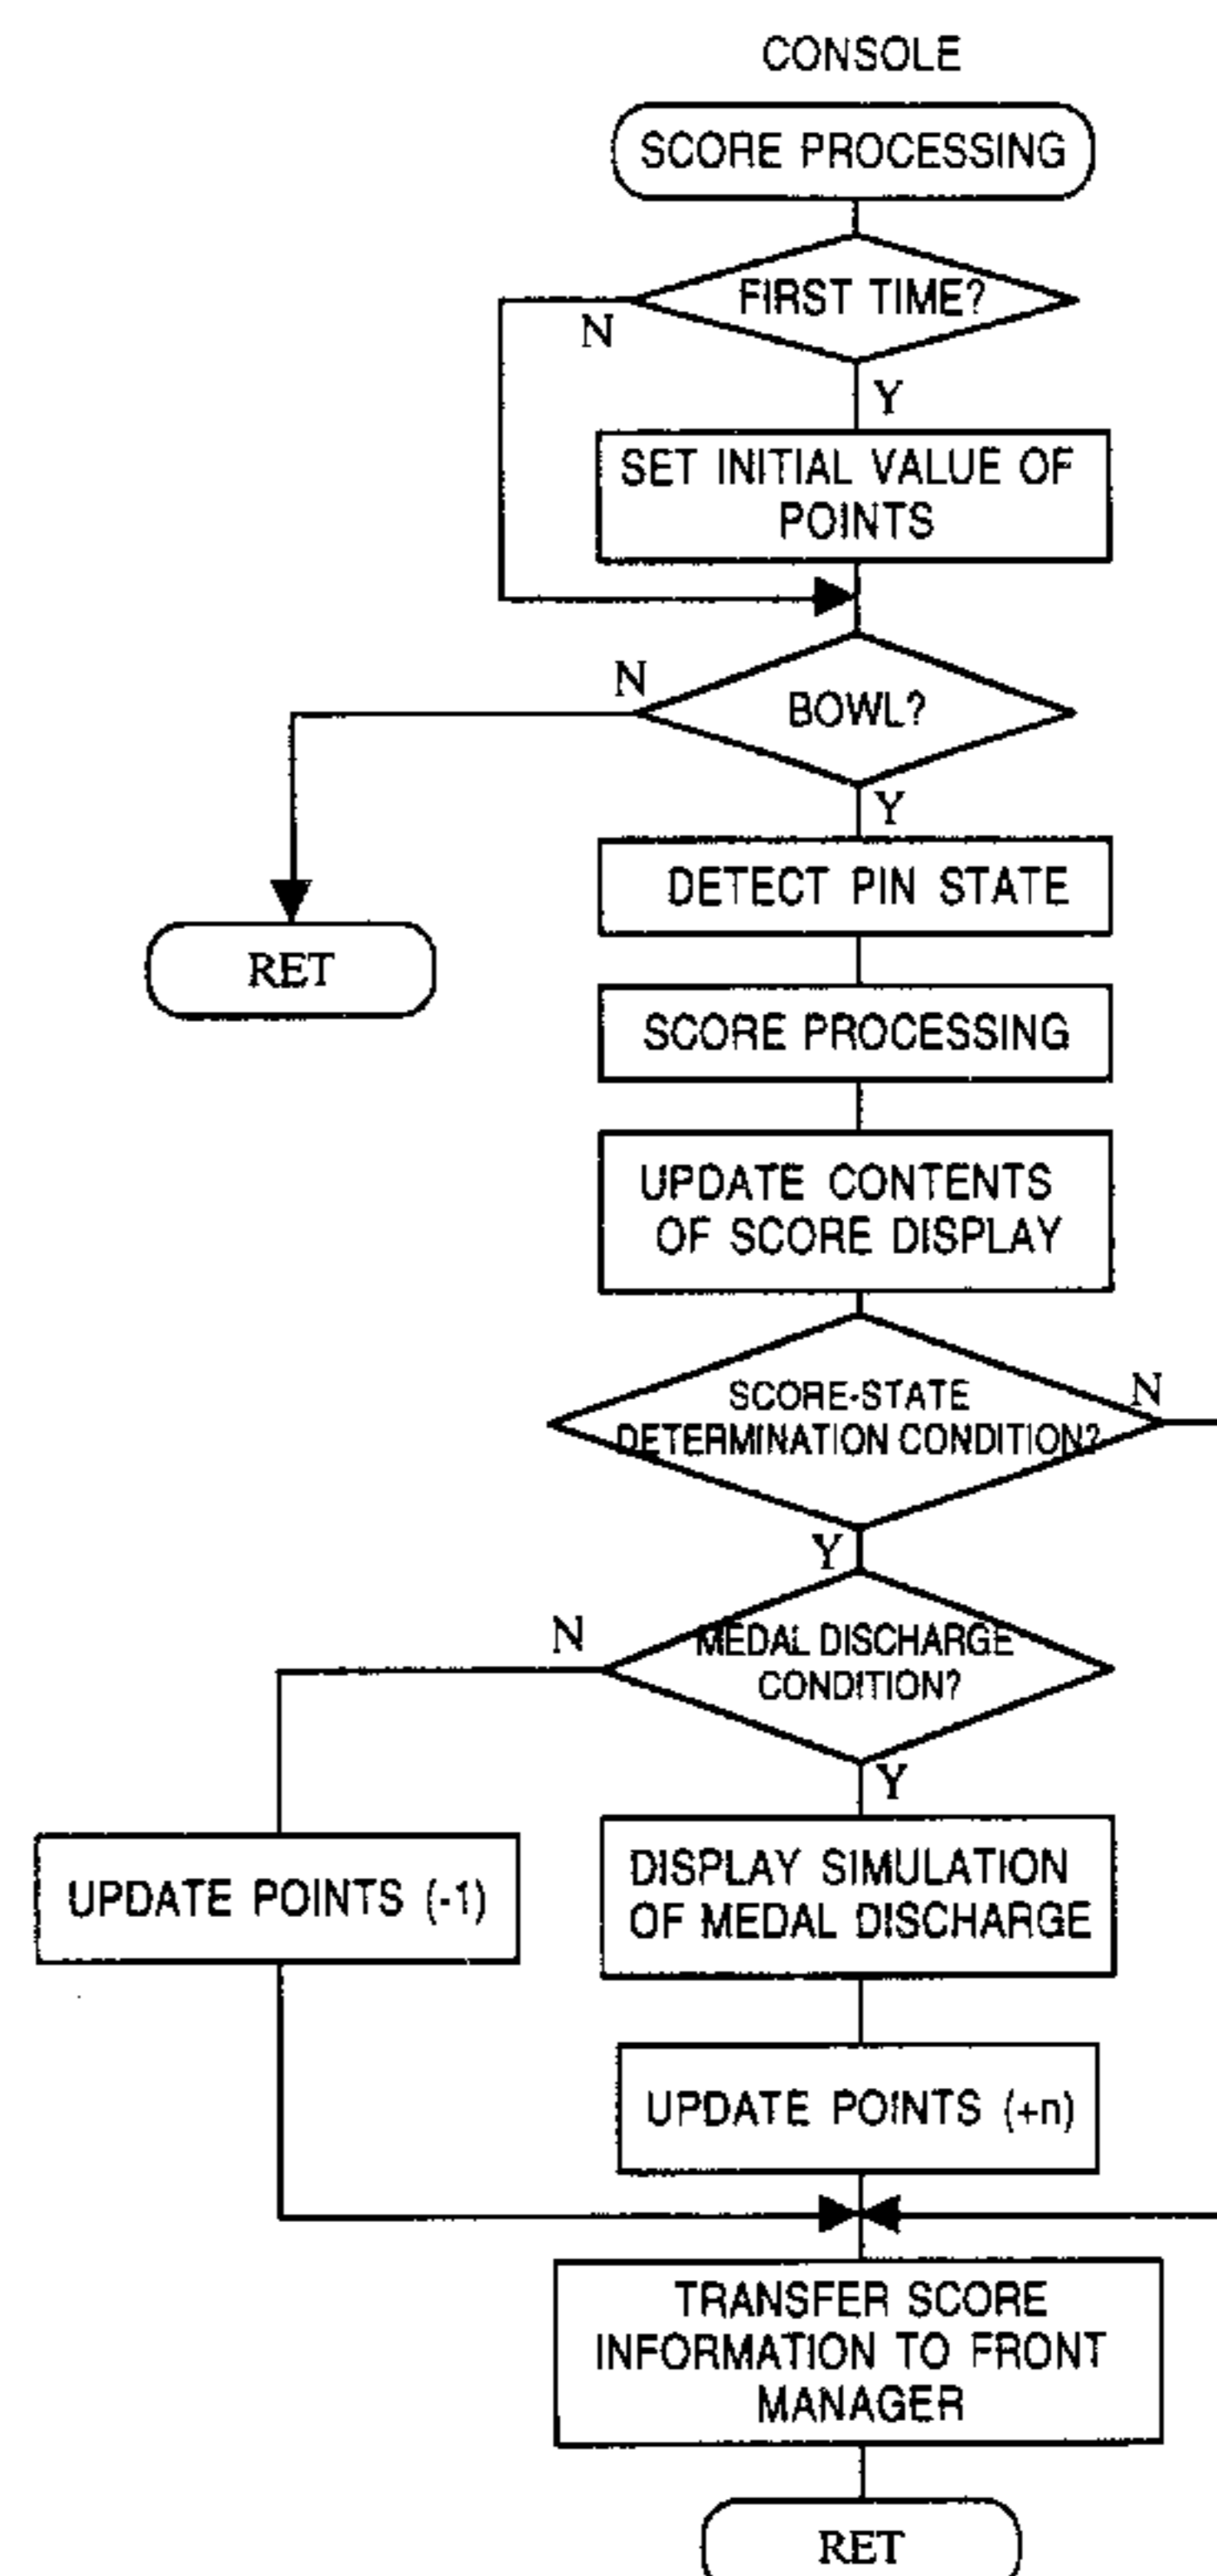 CONSOLE
SCORE PROCESSING
FIRST TIME?
N
Y
SET INITIAL VALUE OF
POINTS
N
BOWL?
Y
DETECT PIN STATE
RET
SCORE PROCESSING
UPDATE CONTENTS
OF SCORE DISPLAY
SCORE-STATE
N
DETERMINATION CONDITION?
Y
N
MEDAL DISCHARGE
CONDITION?
Y
DISPLAY SIMULATION
OF MEDAL DISCHARGE
UPDATE POINTS (-1)
UPDATE POINTS (+n)
TRANSFER SCORE
INFORMATION TO FRONT
MANAGER
RET